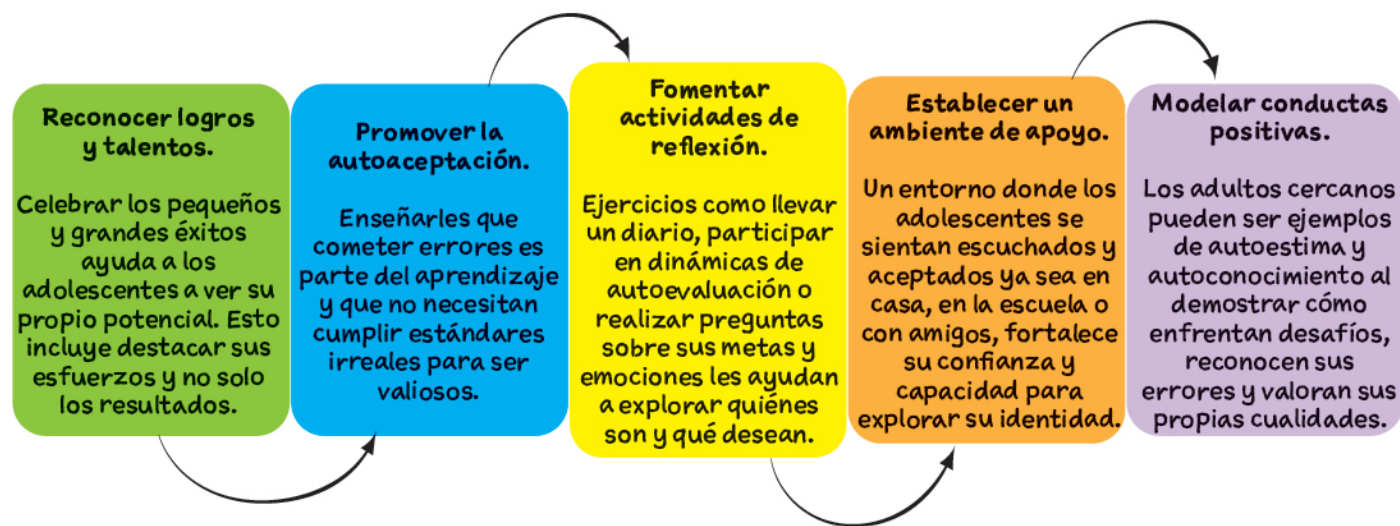 Reconocer logros
y talentos.
Celebrar los pequeños
y grandes éxitos
ayuda a los
adolescentes a ver su
propio potencial. Esto
incluye destacar sus
esfuerzos y no solo
los resultados.
Promover la
autoaceptación.
Enseñarles que
cometer errores es
parte del aprendizaje
y que no necesitan
cumplir estándares
irreales para ser
valiosos.
Fomentar
actividades de
reflexión.
Ejercicios como llevar
un diario, participar
en dinámicas de
autoevaluación o
realizar preguntas
sobre sus metas y
emociones les ayudan
a explorar quiénes
son y qué desean.
Establecer un
ambiente de apoyo.
Un entorno donde los
adolescentes se
sientan escuchados y
aceptados ya sea en
casa, en la escuela o
con amigos, fortalece
su confianza y
capacidad para
explorar su identidad.
Modelar conductas
positivas.
Los adultos cercanos
pueden ser ejemplos
de autoestima y
autoconocimiento al
demostrar cómo
enfrentan desafíos,
reconocen sus
errores y valoran sus
propias cualidades.